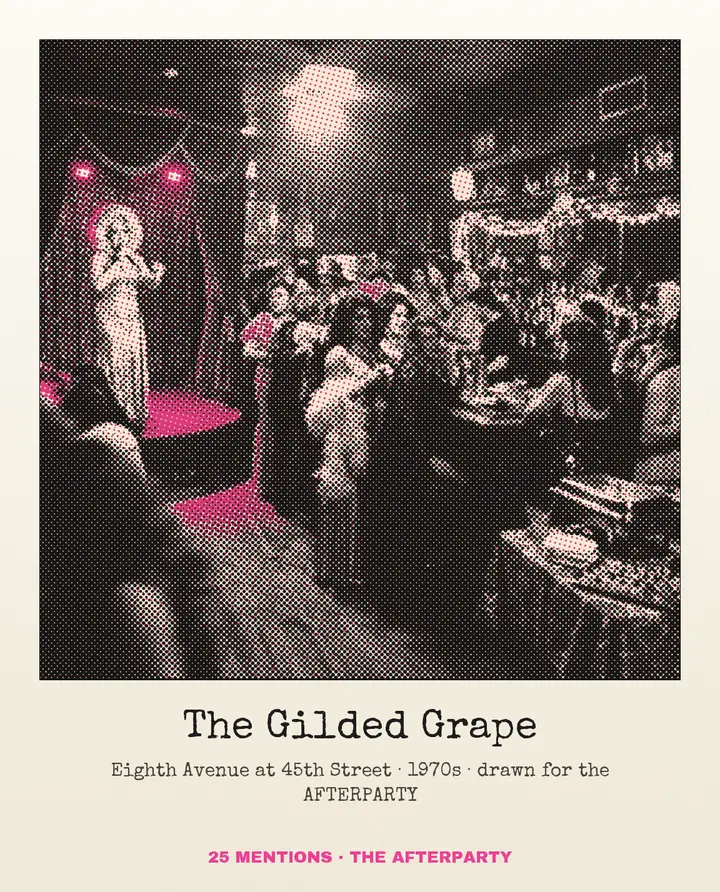 The Gilded Grape
Eighth Avenue at 45th Street · 1970s · drawn for the
AFTERPARTY
25 MENTIONS · THE AFTERPARTY